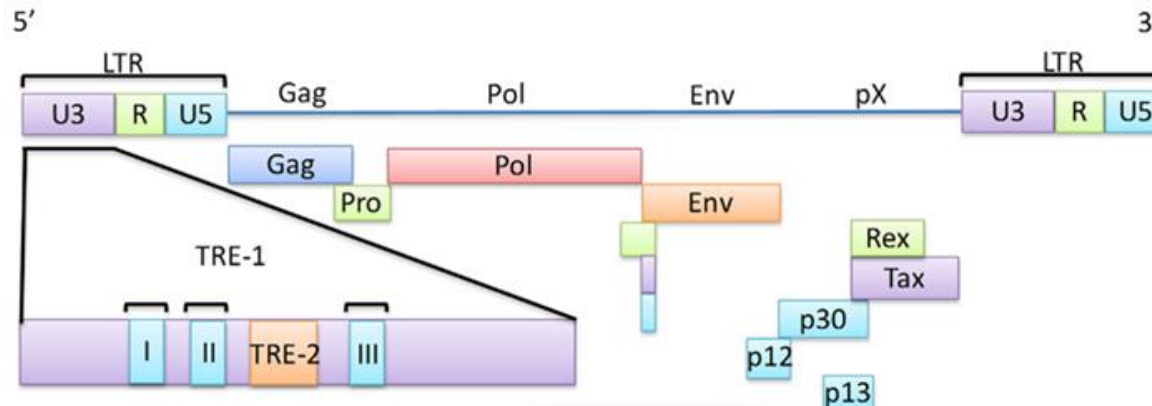 5’ 3
LTR LTR
Gag Pol Env pX
U3 R U5 U3 R U5
Gag Pol
Pro Env
Rex
TRE-1
Tax
p30
I II TRE-2 III
p12
p13